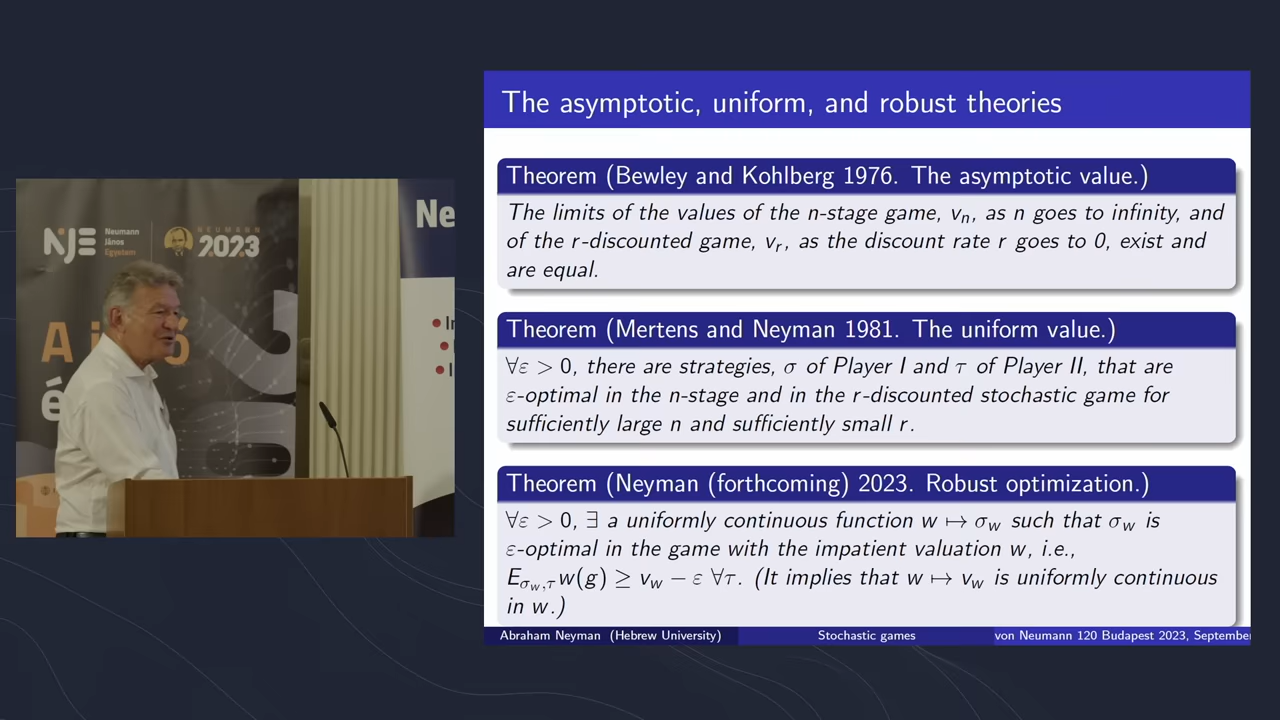 NJE
Neumann
János
Egyetem
NEUMANN
2023
Ne
A i
ó
é
The asymptotic, uniform, and robust theories
Theorem (Bewley and Kohlberg 1976. The asymptotic value.)
The limits of the values of the n-stage game, vₙ, as n goes to infinity, and
of the r-discounted game, vᵣ, as the discount rate r goes to 0, exist and
are equal.
Theorem (Mertens and Neyman 1981. The uniform value.)
∀ε > 0, there are strategies, σ of Player I and τ of Player II, that are
ε-optimal in the n-stage and in the r-discounted stochastic game for
sufficiently large n and sufficiently small r.
Theorem (Neyman (forthcoming) 2023. Robust optimization.)
∀ε > 0, ∃ a uniformly continuous function w ↦ σ_w such that σ_w is
ε-optimal in the game with the impatient valuation w, i.e.,
E_{σ_w,τ} w(g) ≥ v_w − ε ∀τ. (It implies that w ↦ v_w is uniformly continuous
in w.)
Abraham Neyman (Hebrew University) Stochastic games von Neumann 120 Budapest 2023, September